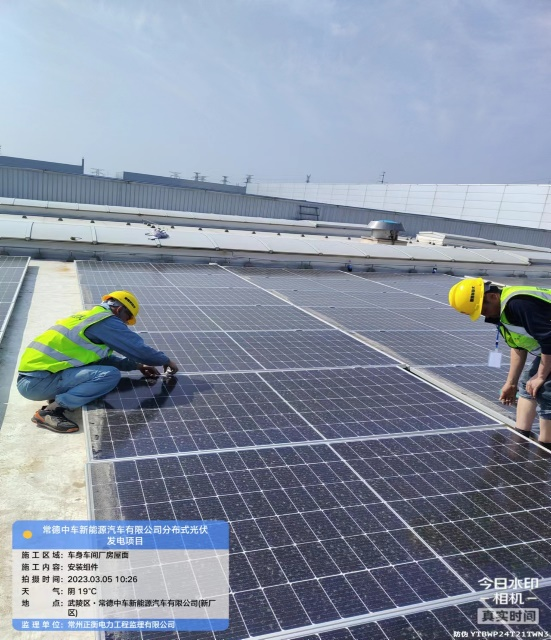 常德中车新能源汽车有限公司分布式光伏
发电项目
施工区域：车身车间厂房屋面
施工内容：安装组件
拍摄时间：2023.03.05 10:26
天气：阴 19℃
地点：武陵区·常德中车新能源汽车有限公司(新厂
区)
监理单位：常州正衡电力工程监理有限公司
今日水印
相机
真实时间
防伪 YTBWP24T21TWM